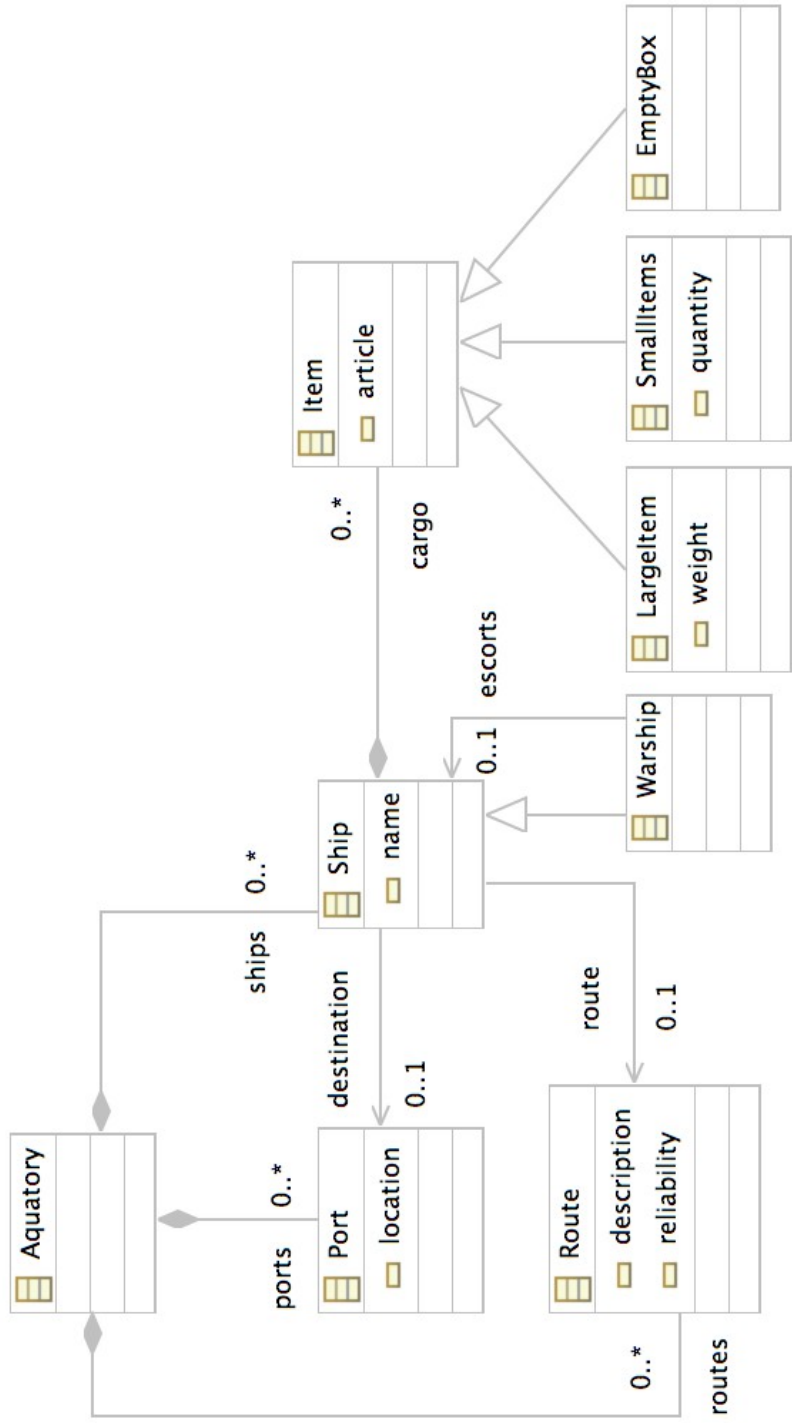 Aquatory
ships
0..*
ports
0..*
Port
location
destination
0..1
Ship
name
0..*
cargo
Item
article
Route
description
reliability
route
0..1
0..*
routes
0..1
escorts
Warship
LargeItem
weight
SmallItems
quantity
EmptyBox